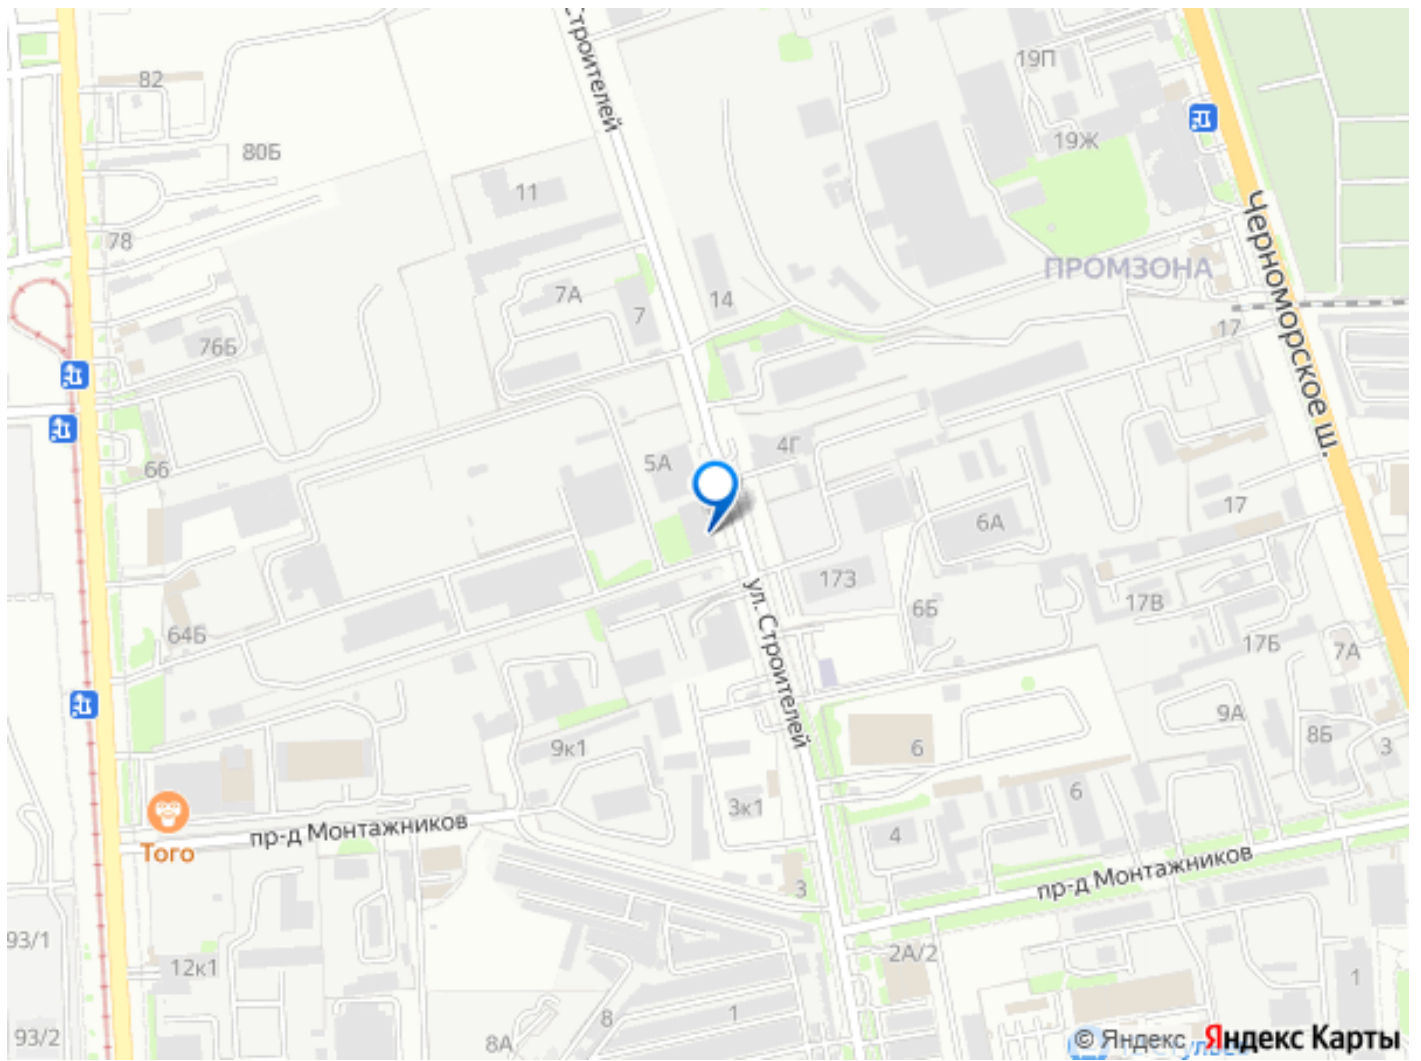 Строителей
19П
82
19Ж
80Б
11
Черноморское ш.
78
ПРОМЗОНА
7А
14
7
17
76Б
4Г
5А
66
17
6А
173
17В
6Б
ул. Строителей
64Б
17Б
7А
9А
8Б
3
9к1
6
6
3к1
4
пр-д Монтажников
Того
пр-д Монтажников
3
93/1
2А/2
12к1
1
1
8
93/2
8А
© Яндекс Яндекс Карты